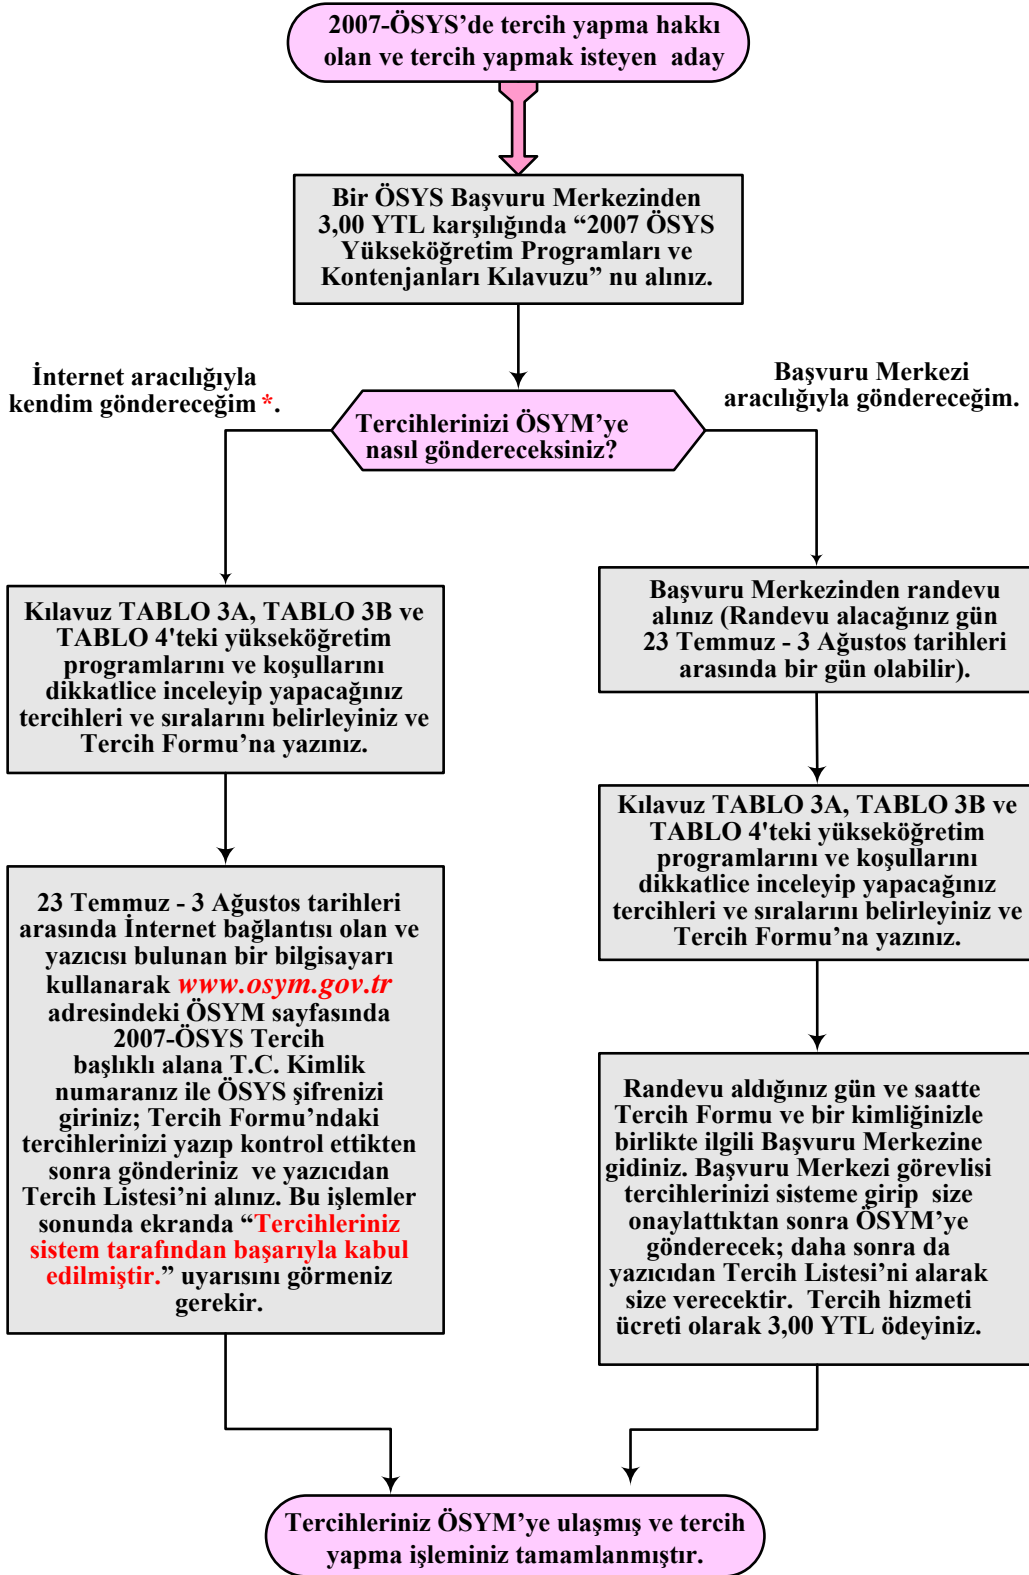 2007-ÖSYS’de tercih yapma hakkı
olan ve tercih yapmak isteyen aday
Bir ÖSYS Başvuru Merkezinden
3,00 YTL karşılığında “2007 ÖSYS
Yükseköğretim Programları ve
Kontenjanları Kılavuzu” nu alınız.
İnternet aracılığıyla
kendim göndereceğim *.
Başvuru Merkezi
aracılığıyla göndereceğim.
Tercihlerinizi ÖSYM’ye
nasıl göndereceksiniz?
Kılavuz TABLO 3A, TABLO 3B ve
TABLO 4'teki yükseköğretim
programlarını ve koşullarını
dikkatlice inceleyip yapacağınız
tercihleri ve sıralarını belirleyiniz ve
Tercih Formu’na yazınız.
23 Temmuz - 3 Ağustos tarihleri
arasında İnternet bağlantısı olan ve
yazıcısı bulunan bir bilgisayarı
kullanarak www.osym.gov.tr
adresindeki ÖSYM sayfasında
2007-ÖSYS Tercih
başlıklı alana T.C. Kimlik
numaranız ile ÖSYS şifrenizi
giriniz; Tercih Formu’ndaki
tercihlerinizi yazıp kontrol ettikten
sonra gönderiniz ve yazıcıdan
Tercih Listesi’ni alınız. Bu işlemler
sonunda ekranda “Tercihleriniz
sistem tarafından başarıyla kabul
edilmiştir.” uyarısını görmeniz
gerekir.
Başvuru Merkezinden randevu
alınız (Randevu alacağınız gün
23 Temmuz - 3 Ağustos tarihleri
arasında bir gün olabilir).
Kılavuz TABLO 3A, TABLO 3B ve
TABLO 4'teki yükseköğretim
programlarını ve koşullarını
dikkatlice inceleyip yapacağınız
tercihleri ve sıralarını belirleyiniz ve
Tercih Formu’na yazınız.
Randevu aldığınız gün ve saatte
Tercih Formu ve bir kimliğinizle
birlikte ilgili Başvuru Merkezine
gidiniz. Başvuru Merkezi görevlisi
tercihlerinizi sisteme girip size
onaylattıktan sonra ÖSYM’ye
gönderecek; daha sonra da
yazıcıdan Tercih Listesi’ni alarak
size verecektir. Tercih hizmeti
ücreti olarak 3,00 YTL ödeyiniz.
Tercihleriniz ÖSYM’ye ulaşmış ve tercih
yapma işleminiz tamamlanmıştır.